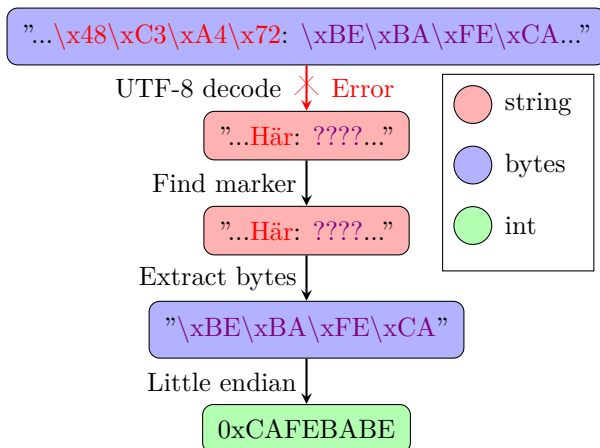 "...\x48\xC3\xA4\x72: \xBE\xBA\xFE\xCA..."
UTF-8 decode Error
"...Här: ????..."
Find marker
"...Här: ????..."
Extract bytes
"\xBE\xBA\xFE\xCA"
Little endian
0xCAFEBABE
string
bytes
int